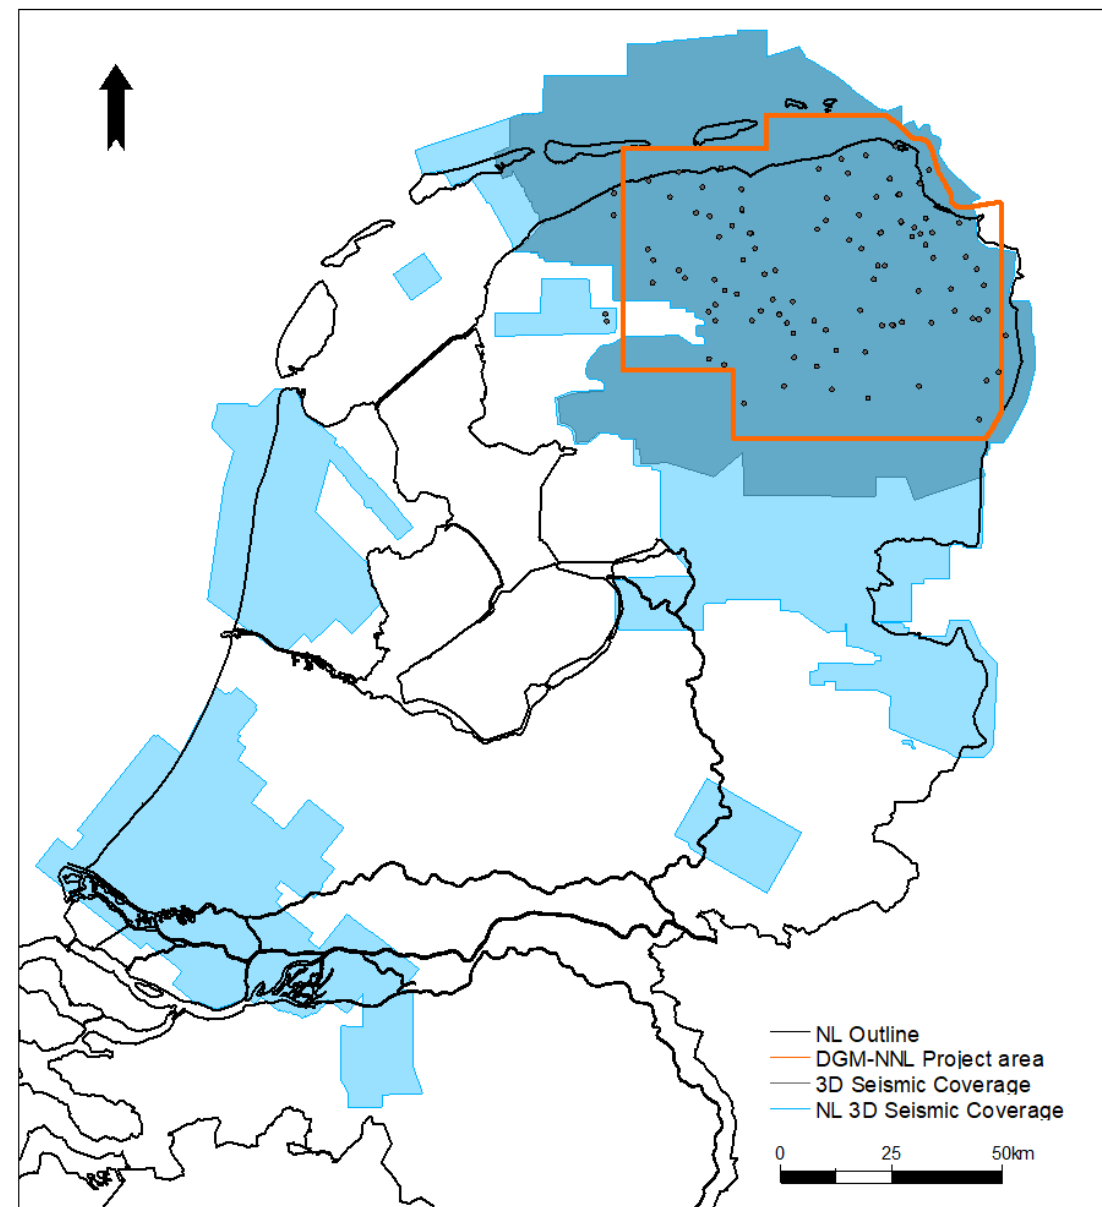 NL Outline
DGM-NNL Project area
3D Seismic Coverage
NL 3D Seismic Coverage
0 25 50km